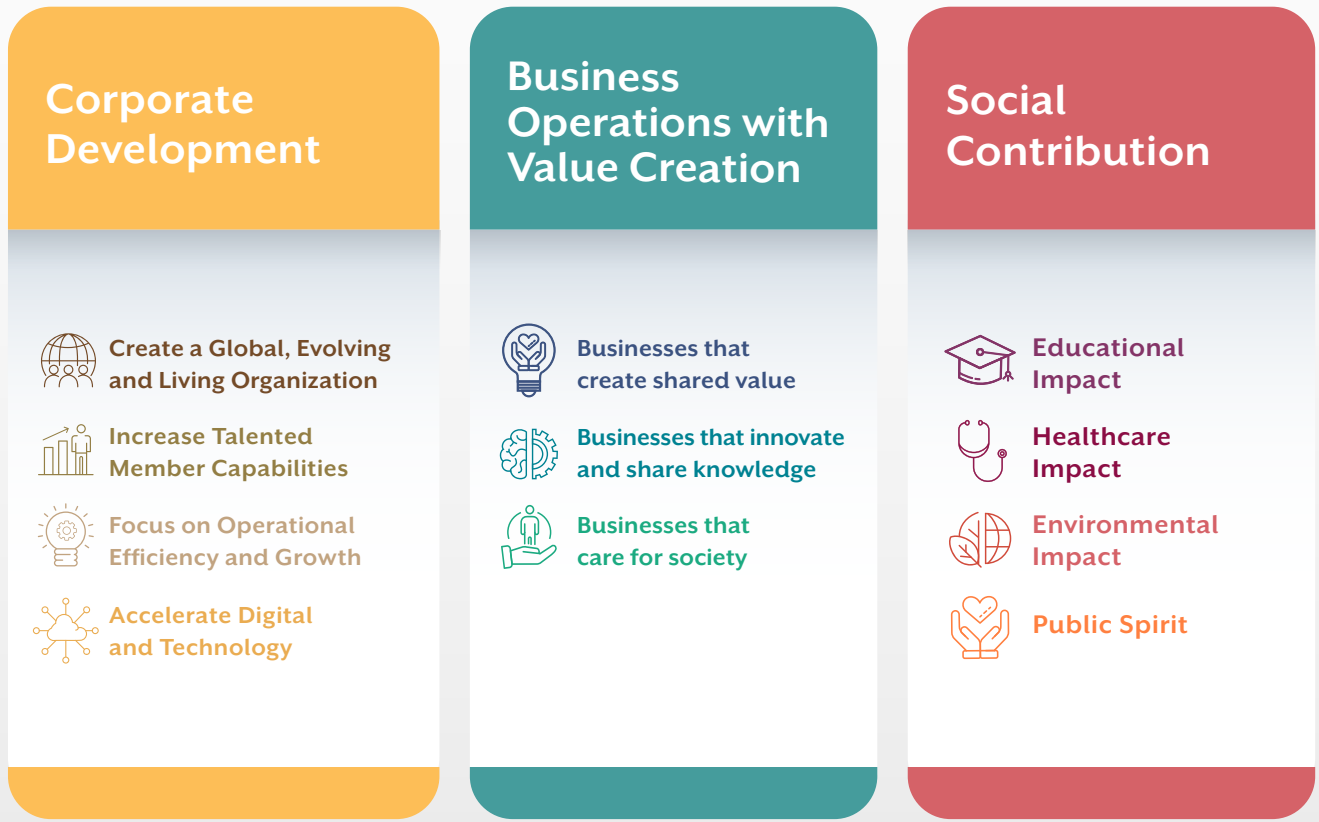 Corporate
Development
Create a Global, Evolving
and Living Organization
Increase Talented
Member Capabilities
Focus on Operational
Efficiency and Growth
Accelerate Digital
and Technology
Business
Operations with
Value Creation
Businesses that
create shared value
Businesses that innovate
and share knowledge
Businesses that
care for society
Social
Contribution
Educational
Impact
Healthcare
Impact
Environmental
Impact
Public Spirit